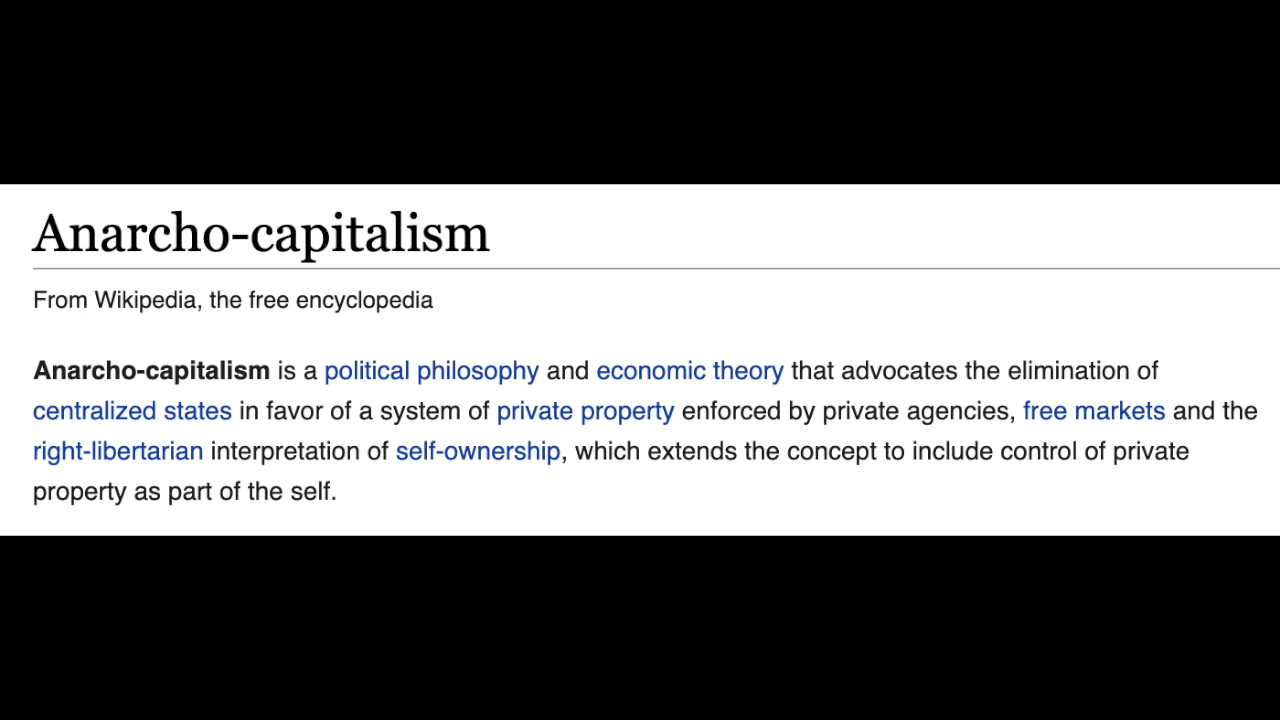 Anarcho-capitalism
From Wikipedia, the free encyclopedia
Anarcho-capitalism is a political philosophy and economic theory that advocates the elimination of
centralized states in favor of a system of private property enforced by private agencies, free markets and the
right-libertarian interpretation of self-ownership, which extends the concept to include control of private
property as part of the self.